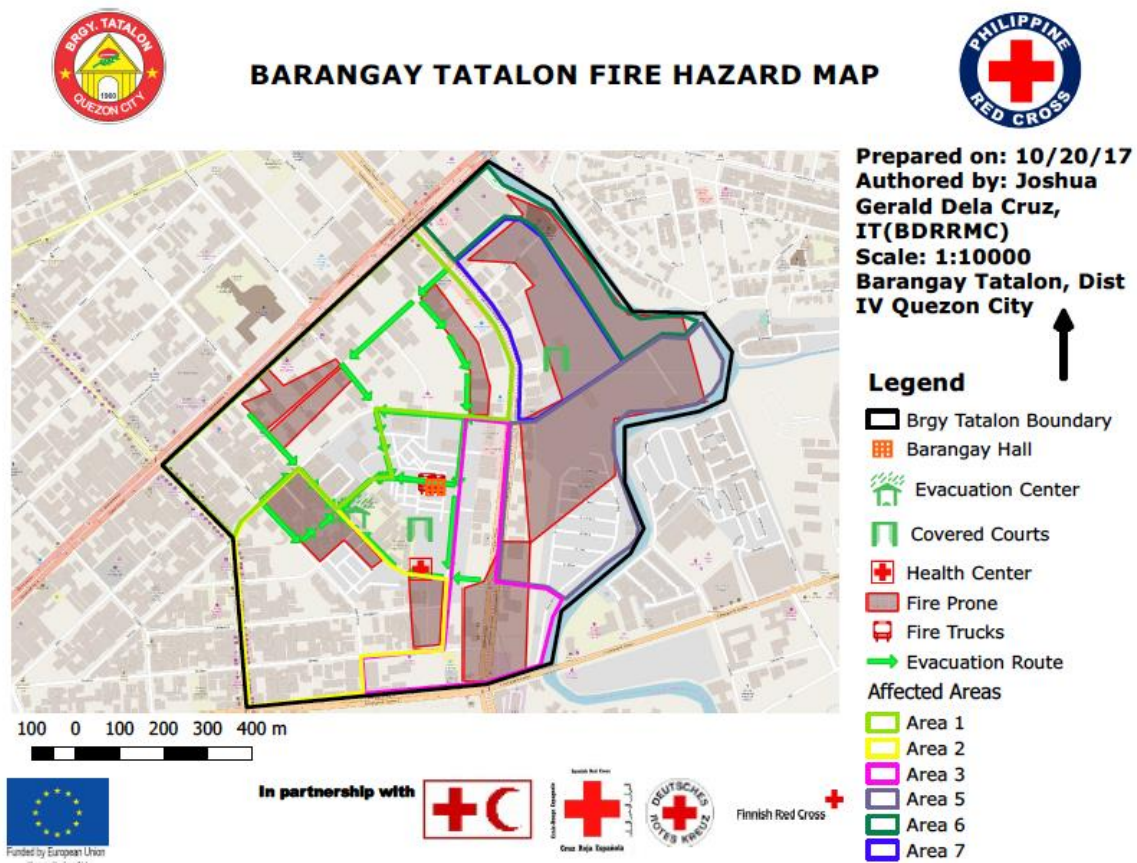 BRGY. TATALON
1903
QUEZON CITY
BARANGAY TATALON FIRE HAZARD MAP
PHILIPPINE
RED CROSS
Prepared on: 10/20/17
Authored by: Joshua
Gerald Dela Cruz,
IT(BDRRMC)
Scale: 1:10000
Barangay Tatalon, Dist
IV Quezon City
Legend
Brgy Tatalon Boundary
Barangay Hall
Evacuation Center
Covered Courts
Health Center
Fire Prone
Fire Trucks
Evacuation Route
Affected Areas
Area 1
Area 2
Area 3
Area 5
Area 6
Area 7
100 0 100 200 300 400 m
Funded by European Union
In partnership with
Spanish Red Cross
Cruz Roja Española
DEUTSCHES
ROTES KREUZ
Finnish Red Cross